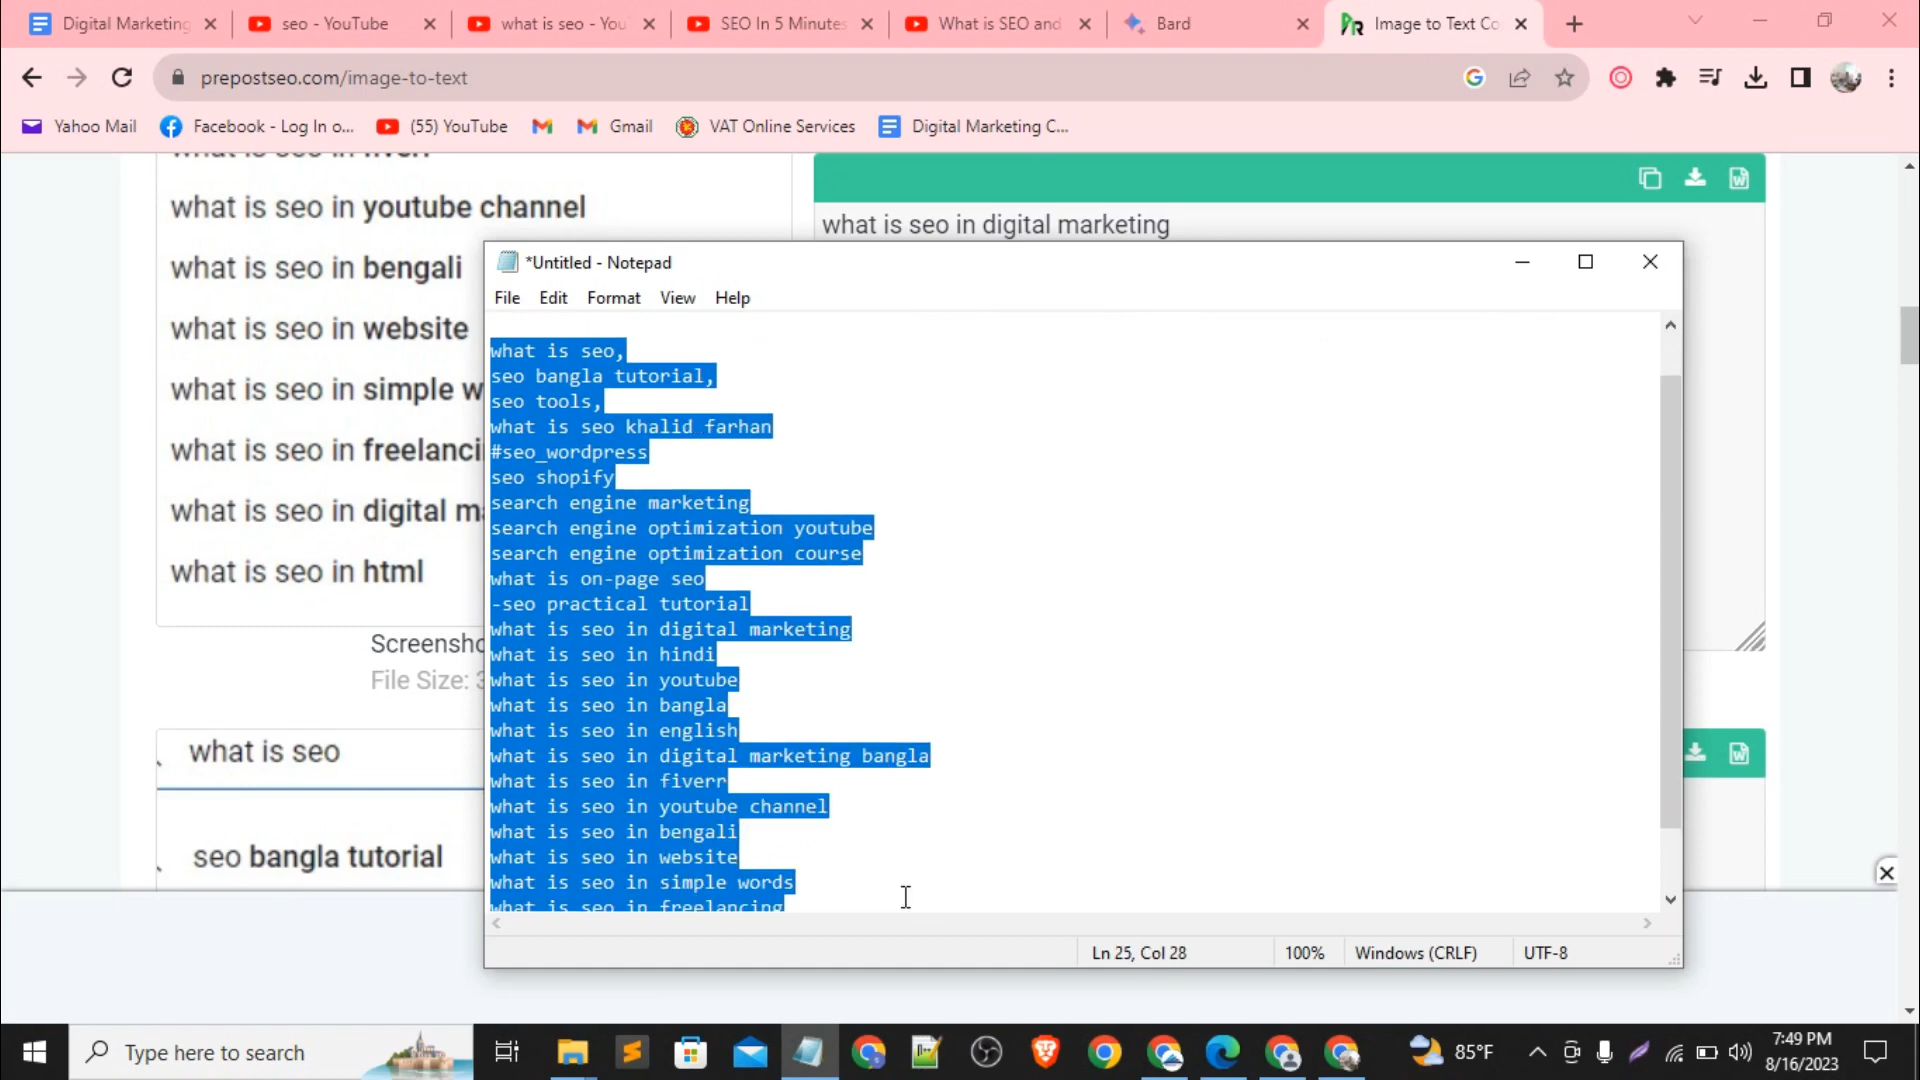 Digital Marketing
seo - YouTube
what is seo - You
SEO In 5 Minutes
What is SEO and
Bard
Image to Text Co
prepostseo.com/image-to-text
Yahoo Mail
Facebook - Log In o...
(55) YouTube
Gmail
VAT Online Services
Digital Marketing C...
what is seo in fiverr
what is seo in youtube channel
what is seo in bengali
what is seo in website
what is seo in simple w
what is seo in freelanci
what is seo in digital ma
what is seo in html
Screensho
File Size: 3
what is seo
seo bangla tutorial
what is seo in digital marketing
*Untitled - Notepad
File Edit Format View Help
what is seo,
seo bangla tutorial,
seo tools,
what is seo khalid farhan
#seo_wordpress
seo shopify
search engine marketing
search engine optimization youtube
search engine optimization course
what is on-page seo
-seo practical tutorial
what is seo in digital marketing
what is seo in hindi
what is seo in youtube
what is seo in bangla
what is seo in english
what is seo in digital marketing bangla
what is seo in fiverr
what is seo in youtube channel
what is seo in bengali
what is seo in website
what is seo in simple words
what is seo in freelancing
Ln 25, Col 28
100%
Windows (CRLF)
UTF-8
Type here to search
85°F
7:49 PM
8/16/2023